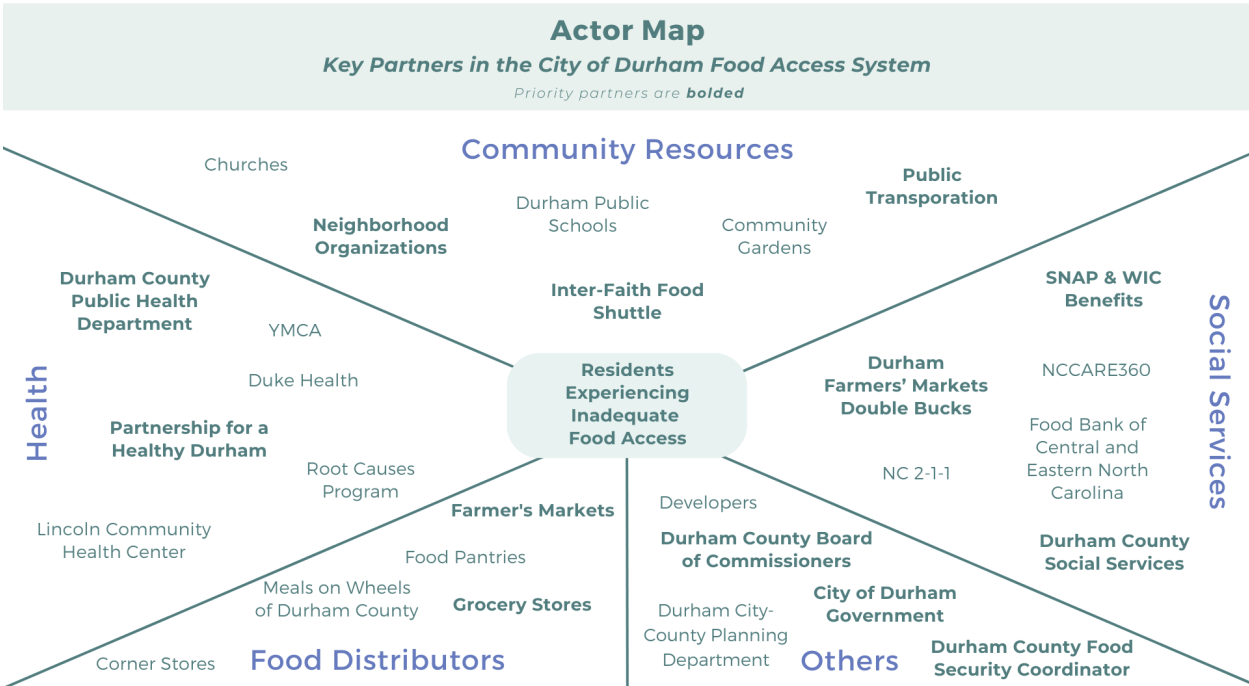 Actor Map
Key Partners in the City of Durham Food Access System
Priority partners are bolded
Community Resources
Churches
Neighborhood
Organizations
Durham Public
Schools
Community
Gardens
Public
Transporation
Inter-Faith Food
Shuttle
Health
Durham County
Public Health
Department
YMCA
Duke Health
Partnership for a
Healthy Durham
Root Causes
Program
Lincoln Community
Health Center
Residents
Experiencing
Inadequate
Food Access
Social Services
SNAP & WIC
Benefits
Durham
Farmers’ Markets
Double Bucks
NCCARE360
Food Bank of
Central and
Eastern North
Carolina
NC 2-1-1
Durham County
Social Services
Farmer's Markets
Food Pantries
Meals on Wheels
of Durham County
Grocery Stores
Corner Stores
Food Distributors
Developers
Durham County Board
of Commissioners
City of Durham
Government
Durham City-
County Planning
Department
Others
Durham County Food
Security Coordinator